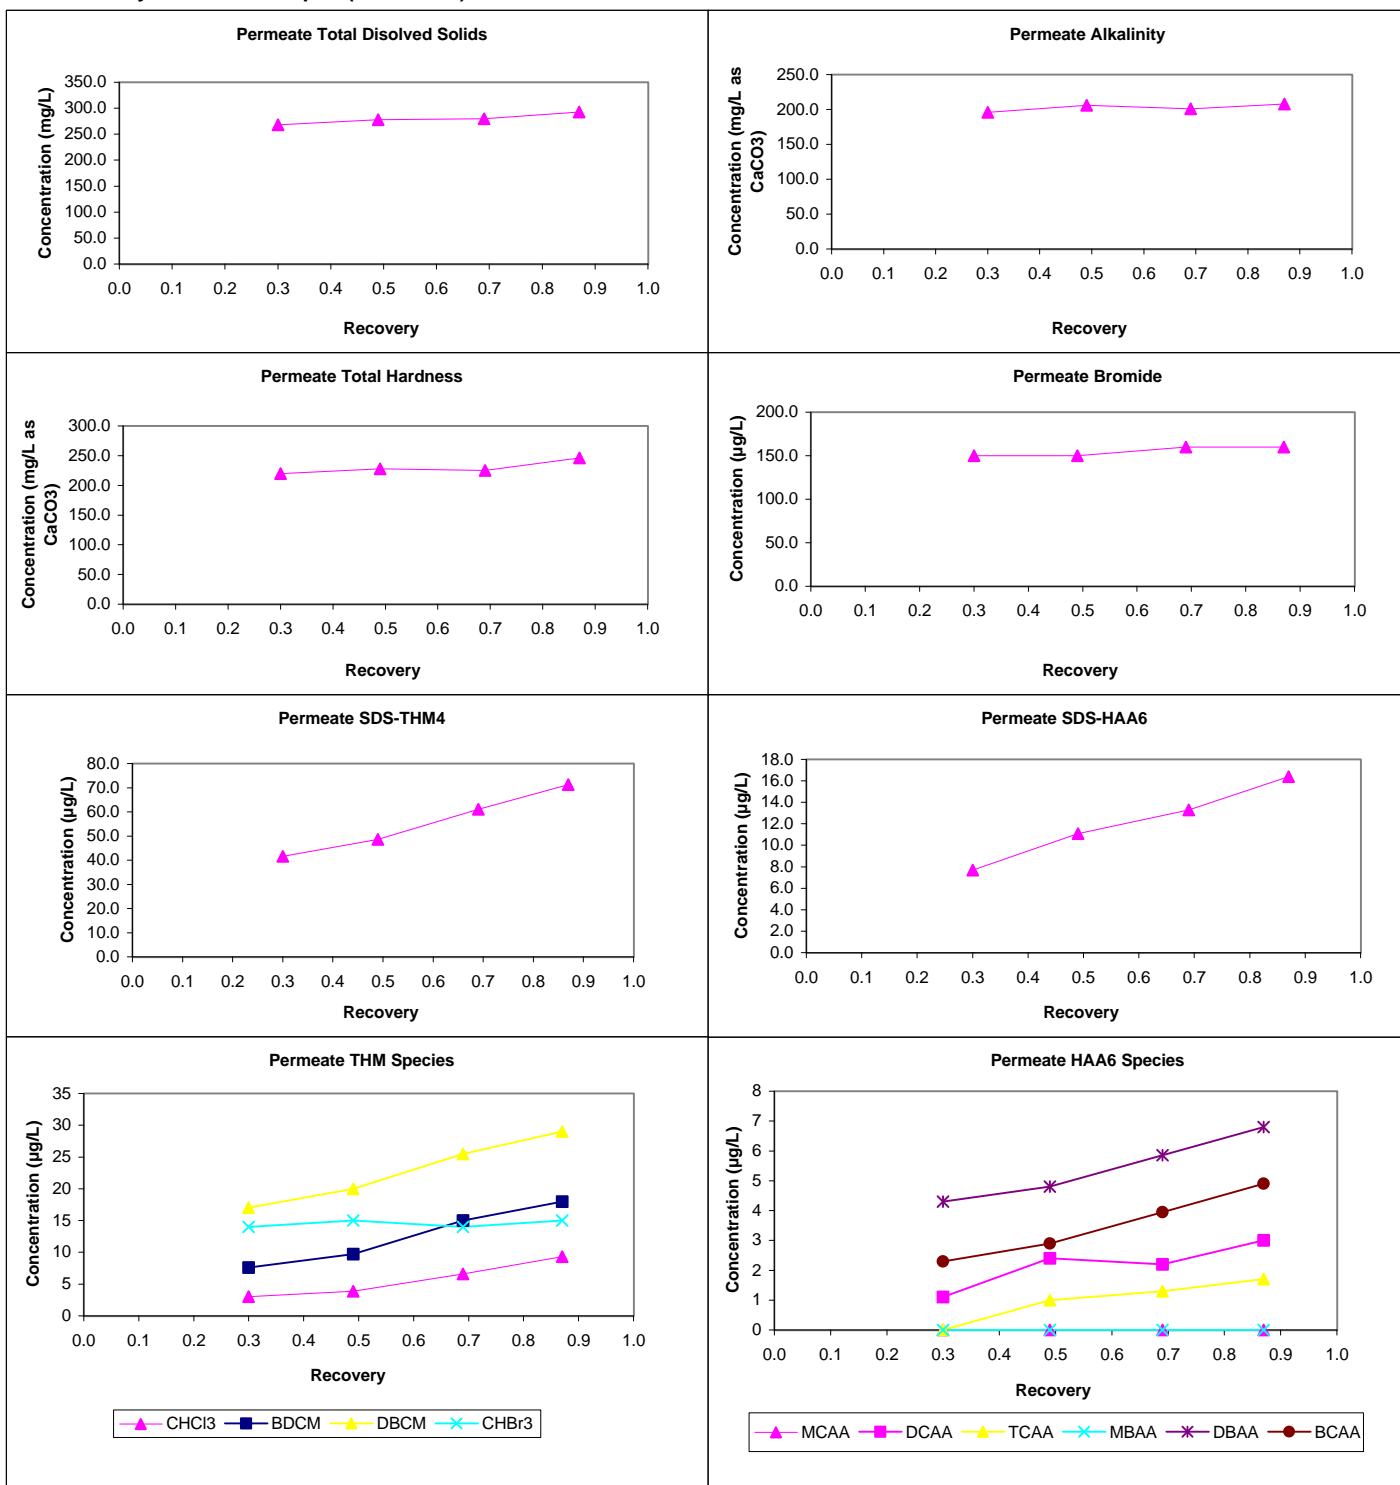 Permeate Total Disolved Solids
Concentration (mg/L)
350.0
300.0
250.0
200.0
150.0
100.0
50.0
0.0
0.0 0.1 0.2 0.3 0.4 0.5 0.6 0.7 0.8 0.9 1.0
Recovery
Permeate Alkalinity
Concentration (mg/L as
CaCO3)
250.0
200.0
150.0
100.0
50.0
0.0
0.0 0.1 0.2 0.3 0.4 0.5 0.6 0.7 0.8 0.9 1.0
Recovery
Permeate Total Hardness
Concentration (mg/L as
CaCO3)
300.0
250.0
200.0
150.0
100.0
50.0
0.0
0.0 0.1 0.2 0.3 0.4 0.5 0.6 0.7 0.8 0.9 1.0
Recovery
Permeate Bromide
Concentration (µg/L)
200.0
150.0
100.0
50.0
0.0
0.0 0.1 0.2 0.3 0.4 0.5 0.6 0.7 0.8 0.9 1.0
Recovery
Permeate SDS-THM4
Concentration (µg/L)
80.0
70.0
60.0
50.0
40.0
30.0
20.0
10.0
0.0
0.0 0.1 0.2 0.3 0.4 0.5 0.6 0.7 0.8 0.9 1.0
Recovery
Permeate SDS-HAA6
Concentration (µg/L)
18.0
16.0
14.0
12.0
10.0
8.0
6.0
4.0
2.0
0.0
0.0 0.1 0.2 0.3 0.4 0.5 0.6 0.7 0.8 0.9 1.0
Recovery
Permeate THM Species
Concentration (µg/L)
35
30
25
20
15
10
5
0
0.0 0.1 0.2 0.3 0.4 0.5 0.6 0.7 0.8 0.9 1.0
Recovery
CHCl3 BDCM DBCM CHBr3
Permeate HAA6 Species
Concentration (µg/L)
8
7
6
5
4
3
2
1
0
0.0 0.1 0.2 0.3 0.4 0.5 0.6 0.7 0.8 0.9 1.0
Recovery
MCAA DCAA TCAA MBAA DBAA BCAA